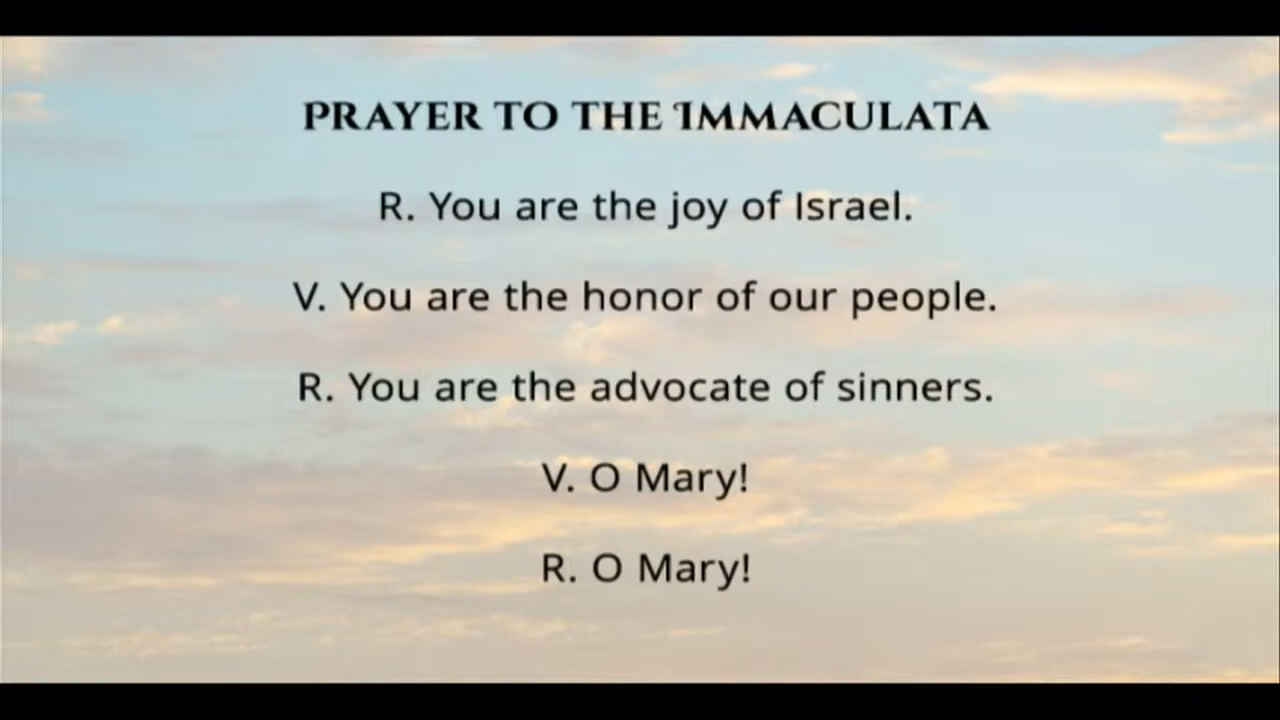 PRAYER TO THE IMMACULATA
R. You are the joy of Israel.
V. You are the honor of our people.
R. You are the advocate of sinners.
V. O Mary!
R. O Mary!